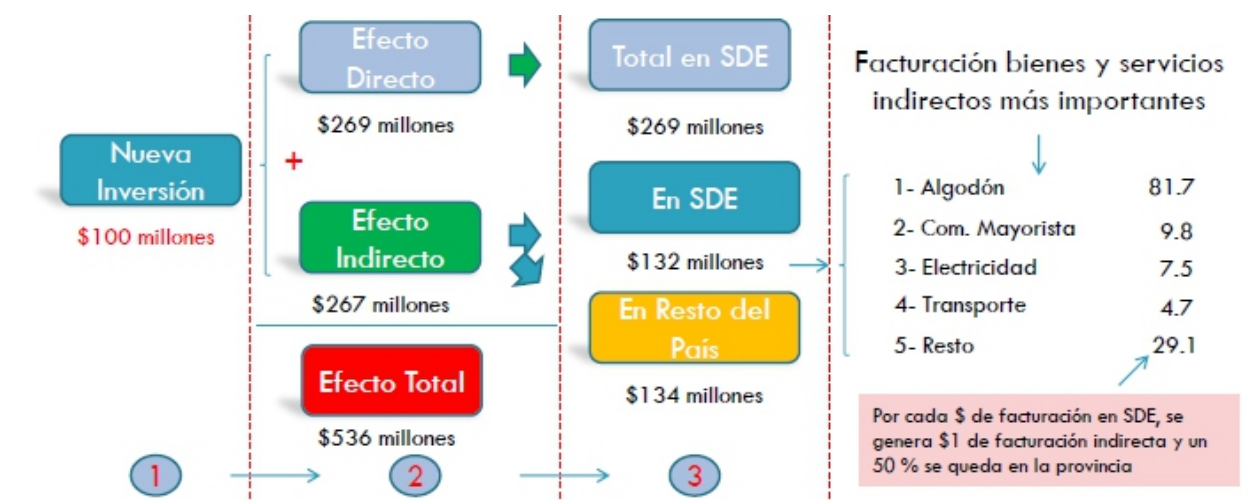 Nueva
Inversión
$100 millones
Efecto
Directo
$269 millones
+
Efecto
Indirecto
$267 millones
Efecto Total
$536 millones
Total en SDE
$269 millones
En SDE
$132 millones
En Resto del
País
$134 millones
Facturación bienes y servicios
indirectos más importantes
1- Algodón 81.7
2- Com. Mayorista 9.8
3- Electricidad 7.5
4- Transporte 4.7
5- Resto 29.1
Por cada $ de facturación en SDE, se
genera $1 de facturación indirecta y un
50 % se queda en la provincia
1
2
3